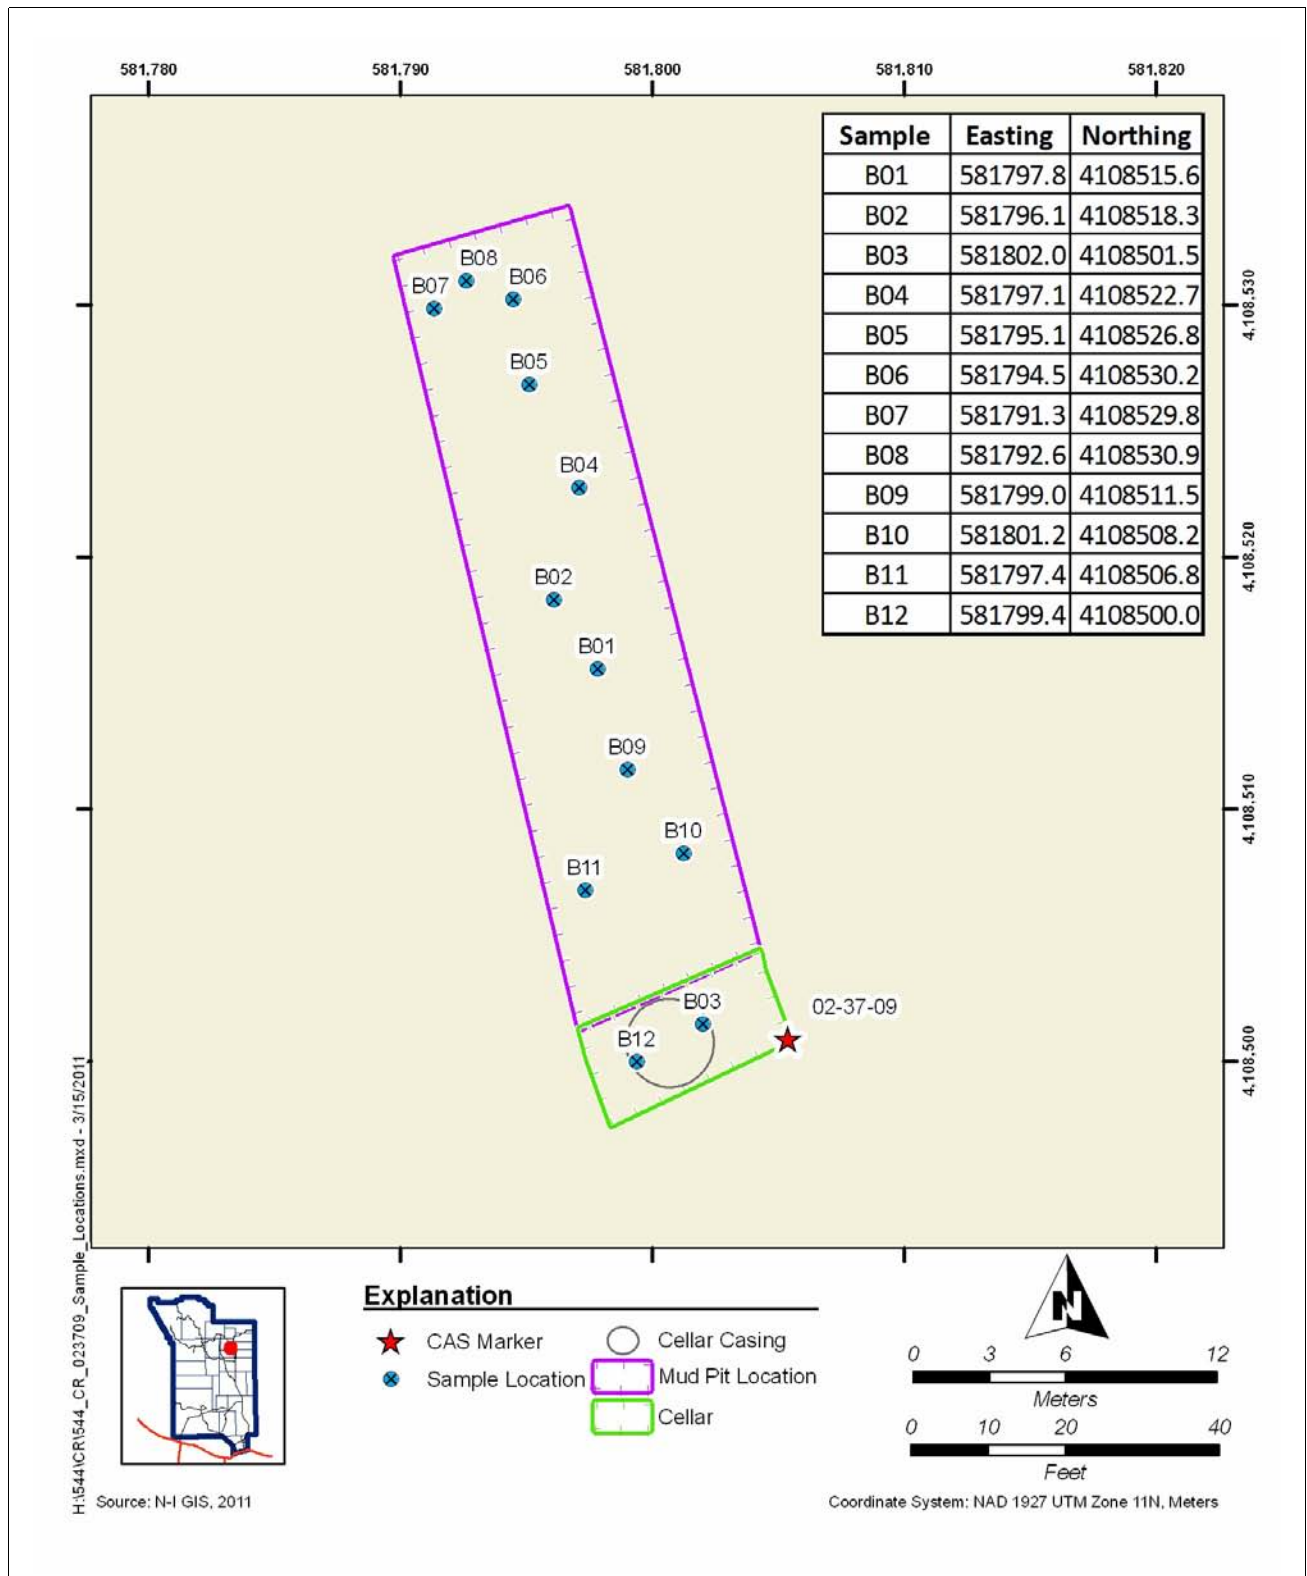 581,780 581,790 581,800 581,810 581,820
Sample Easting Northing
B01 581797.8 4108515.6
B02 581796.1 4108518.3
B03 581802.0 4108501.5
B04 581797.1 4108522.7
B05 581795.1 4108526.8
B06 581794.5 4108530.2
B07 581791.3 4108529.8
B08 581792.6 4108530.9
B09 581799.0 4108511.5
B10 581801.2 4108508.2
B11 581797.4 4108506.8
B12 581799.4 4108500.0
B08
B07
B06
B05
B04
B02
B01
B09
B10
B11
B03
B12
02-37-09
4,108,530
4,108,520
4,108,510
4,108,500
H:\544\CR\544_CR_023709_Sample_Locations.mxd - 3/15/2011
Explanation
CAS Marker
Sample Location
Cellar Casing
Mud Pit Location
Cellar
N
0 3 6 12
Meters
0 10 20 40
Feet
Source: N-I GIS, 2011
Coordinate System: NAD 1927 UTM Zone 11N, Meters